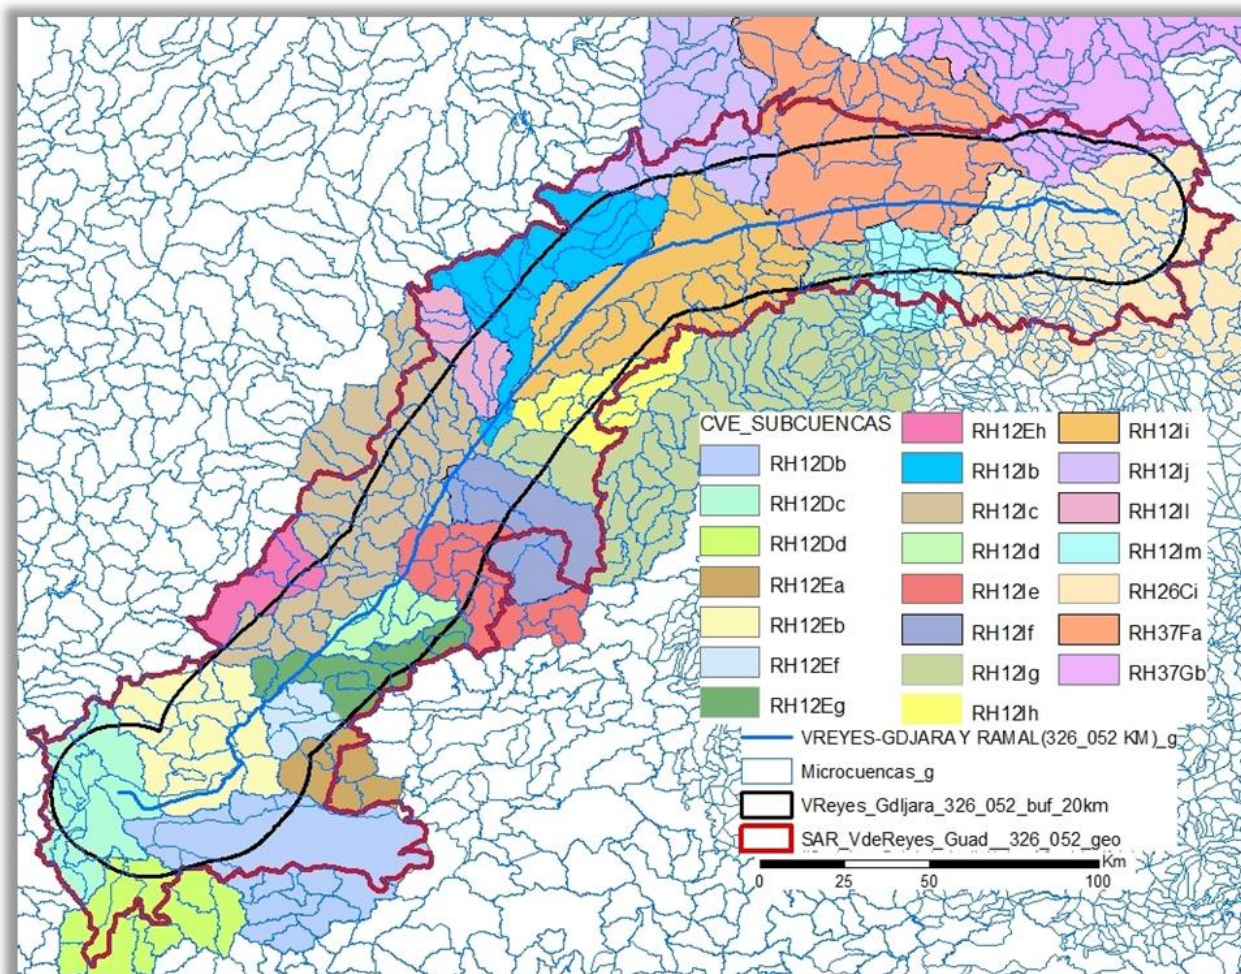 CVE_SUBCUENCAS
RH12Db
RH12Dc
RH12Dd
RH12Ea
RH12Eb
RH12Ef
RH12Eg
RH12Eh
RH12Ib
RH12Ic
RH12Id
RH12Ie
RH12If
RH12Ig
RH12Ih
RH12Ii
RH12Ij
RH12Il
RH12Im
RH26Ci
RH37Fa
RH37Gb
VREYES-GDJARA Y RAMAL(326_052 KM)_g
Microcuencas_g
VReyes_Gdljara_326_052_buf_20km
SAR_VdeReyes_Guad__326_052_geo
Km
0 25 50 100